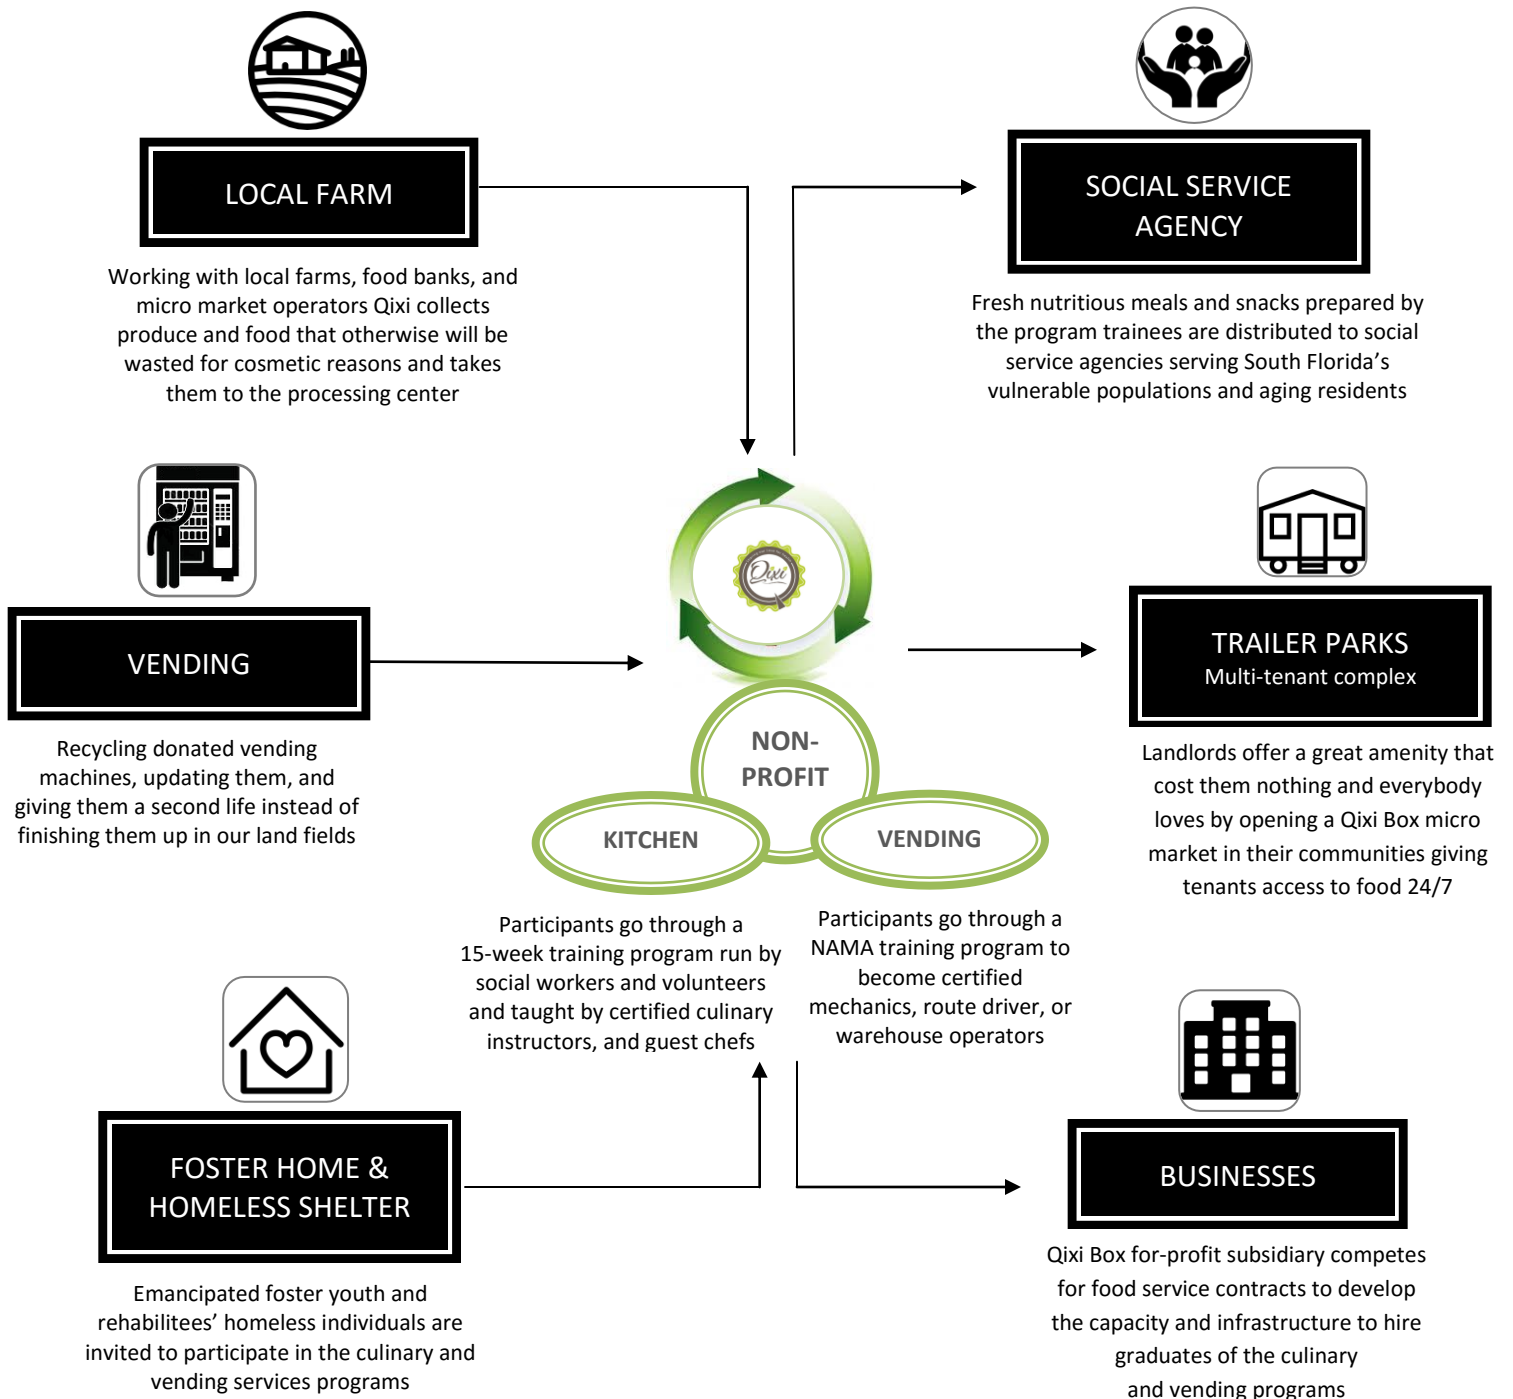 LOCAL FARM
Working with local farms, food banks, and
micro market operators Qixi collects
produce and food that otherwise will be
wasted for cosmetic reasons and takes
them to the processing center
SOCIAL SERVICE
AGENCY
Fresh nutritious meals and snacks prepared by
the program trainees are distributed to social
service agencies serving South Florida’s
vulnerable populations and aging residents
VENDING
Recycling donated vending
machines, updating them, and
giving them a second life instead of
finishing them up in our land fields
Qixi
TRAILER PARKS
Multi-tenant complex
Landlords offer a great amenity that
cost them nothing and everybody
loves by opening a Qixi Box micro
market in their communities giving
tenants access to food 24/7
NON-
PROFIT
KITCHEN
VENDING
Participants go through a
15-week training program run by
social workers and volunteers
and taught by certified culinary
instructors, and guest chefs
Participants go through a
NAMA training program to
become certified
mechanics, route driver, or
warehouse operators
FOSTER HOME &
HOMELESS SHELTER
Emancipated foster youth and
rehabilitees’ homeless individuals are
invited to participate in the culinary and
vending services programs
BUSINESSES
Qixi Box for-profit subsidiary competes
for food service contracts to develop
the capacity and infrastructure to hire
graduates of the culinary
and vending programs